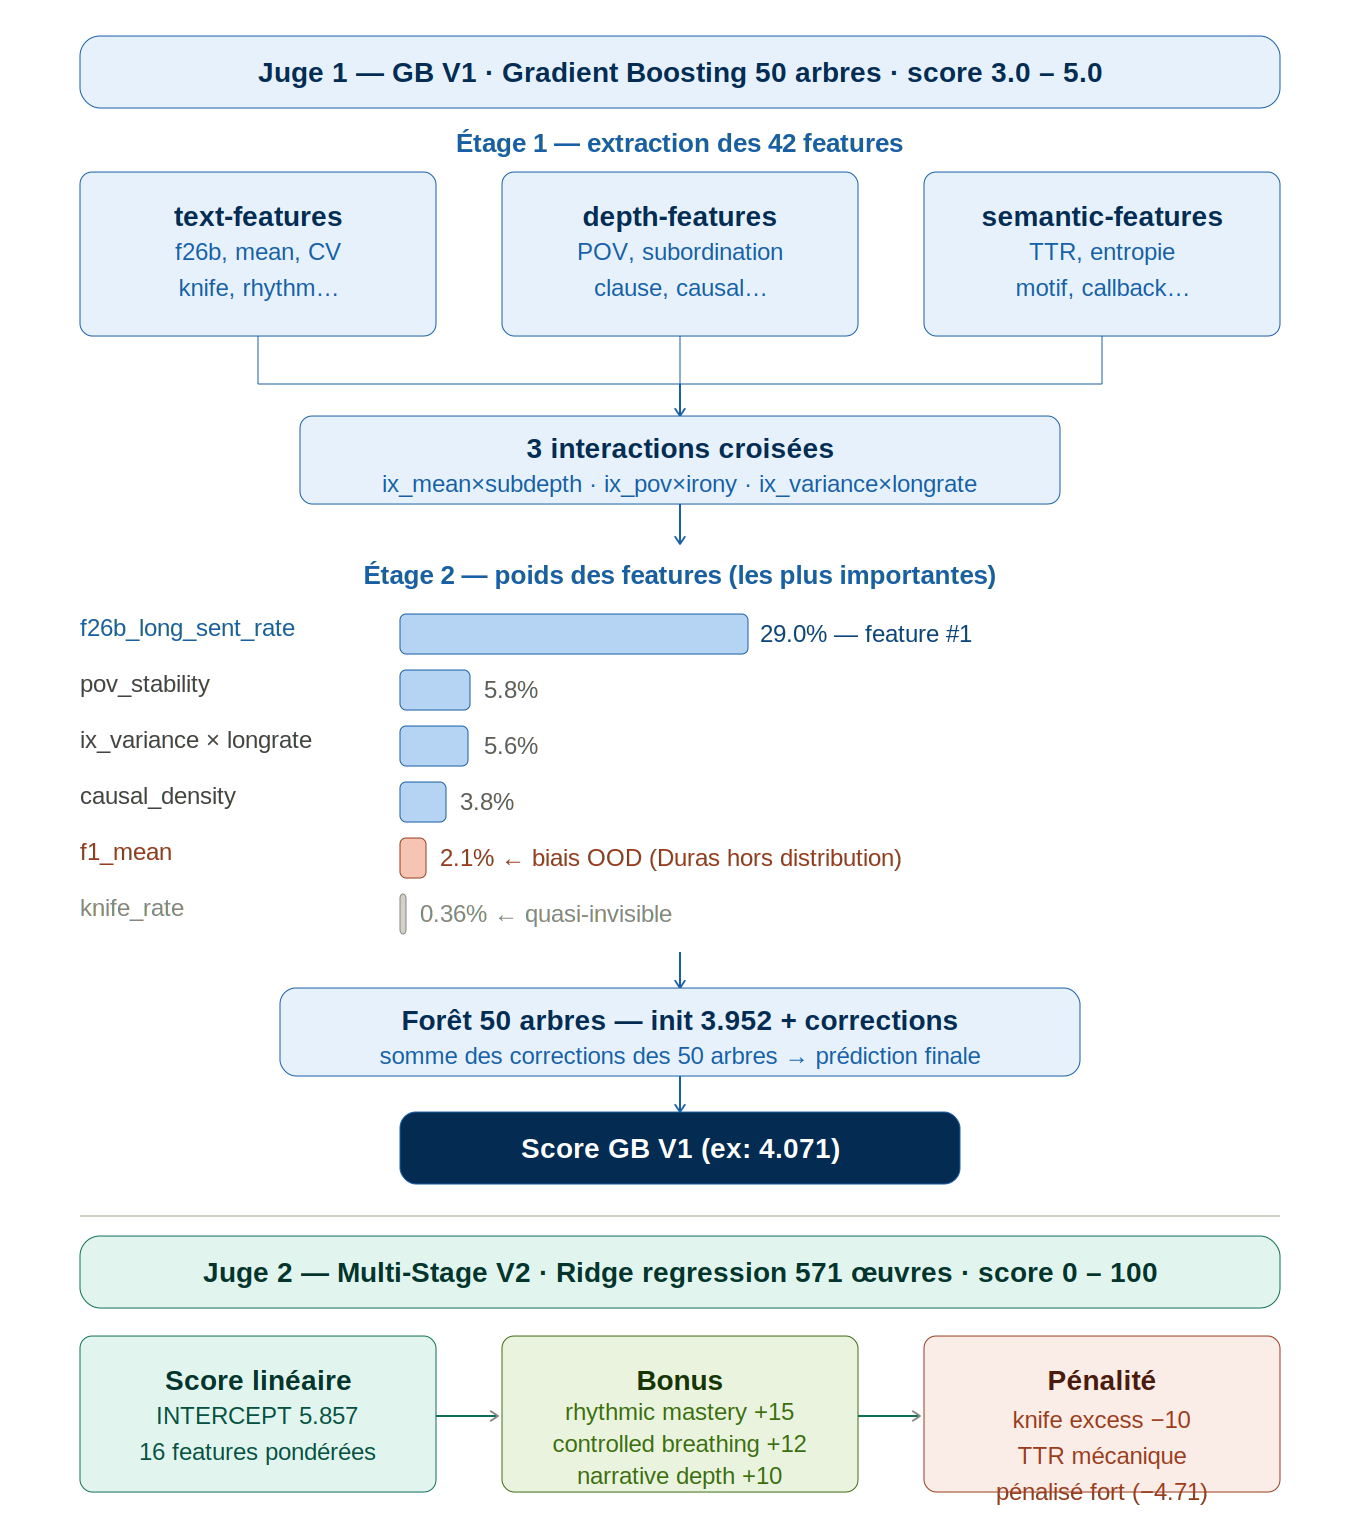 Juge 1 — GB V1 · Gradient Boosting 50 arbres · score 3.0 – 5.0
Étage 1 — extraction des 42 features
text-features
f26b, mean, CV
knife, rhythm…
depth-features
POV, subordination
clause, causal…
semantic-features
TTR, entropie
motif, callback…
3 interactions croisées
ix_mean×subdepth · ix_pov×irony · ix_variance×longrate
Étage 2 — poids des features (les plus importantes)
f26b_long_sent_rate
29.0% — feature #1
pov_stability
5.8%
ix_variance × longrate
5.6%
causal_density
3.8%
f1_mean
2.1% ← biais OOD (Duras hors distribution)
knife_rate
0.36% ← quasi-invisible
Forêt 50 arbres — init 3.952 + corrections
somme des corrections des 50 arbres → prédiction finale
Score GB V1 (ex: 4.071)
Juge 2 — Multi-Stage V2 · Ridge regression 571 œuvres · score 0 – 100
Score linéaire
INTERCEPT 5.857
16 features pondérées
Bonus
rhythmic mastery +15
controlled breathing +12
narrative depth +10
Pénalité
knife excess −10
TTR mécanique
pénalisé fort (−4.71)